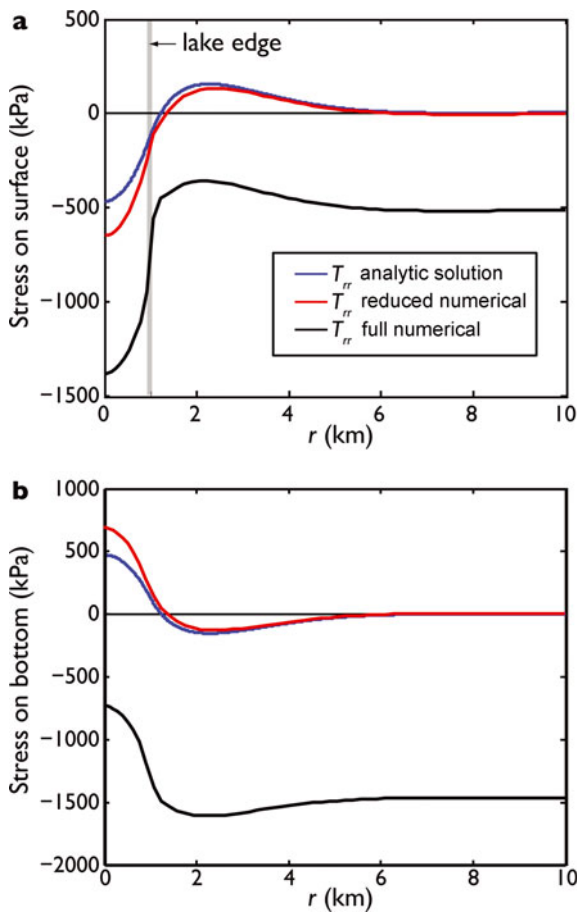 a
500
0
−500
−1000
−1500
Stress on surface (kPa)
lake edge
T_rr analytic solution
T_rr reduced numerical
T_rr full numerical
0 2 4 6 8 10
r (km)
b
1000
500
0
−500
−1000
−1500
−2000
Stress on bottom (kPa)
0 2 4 6 8 10
r (km)